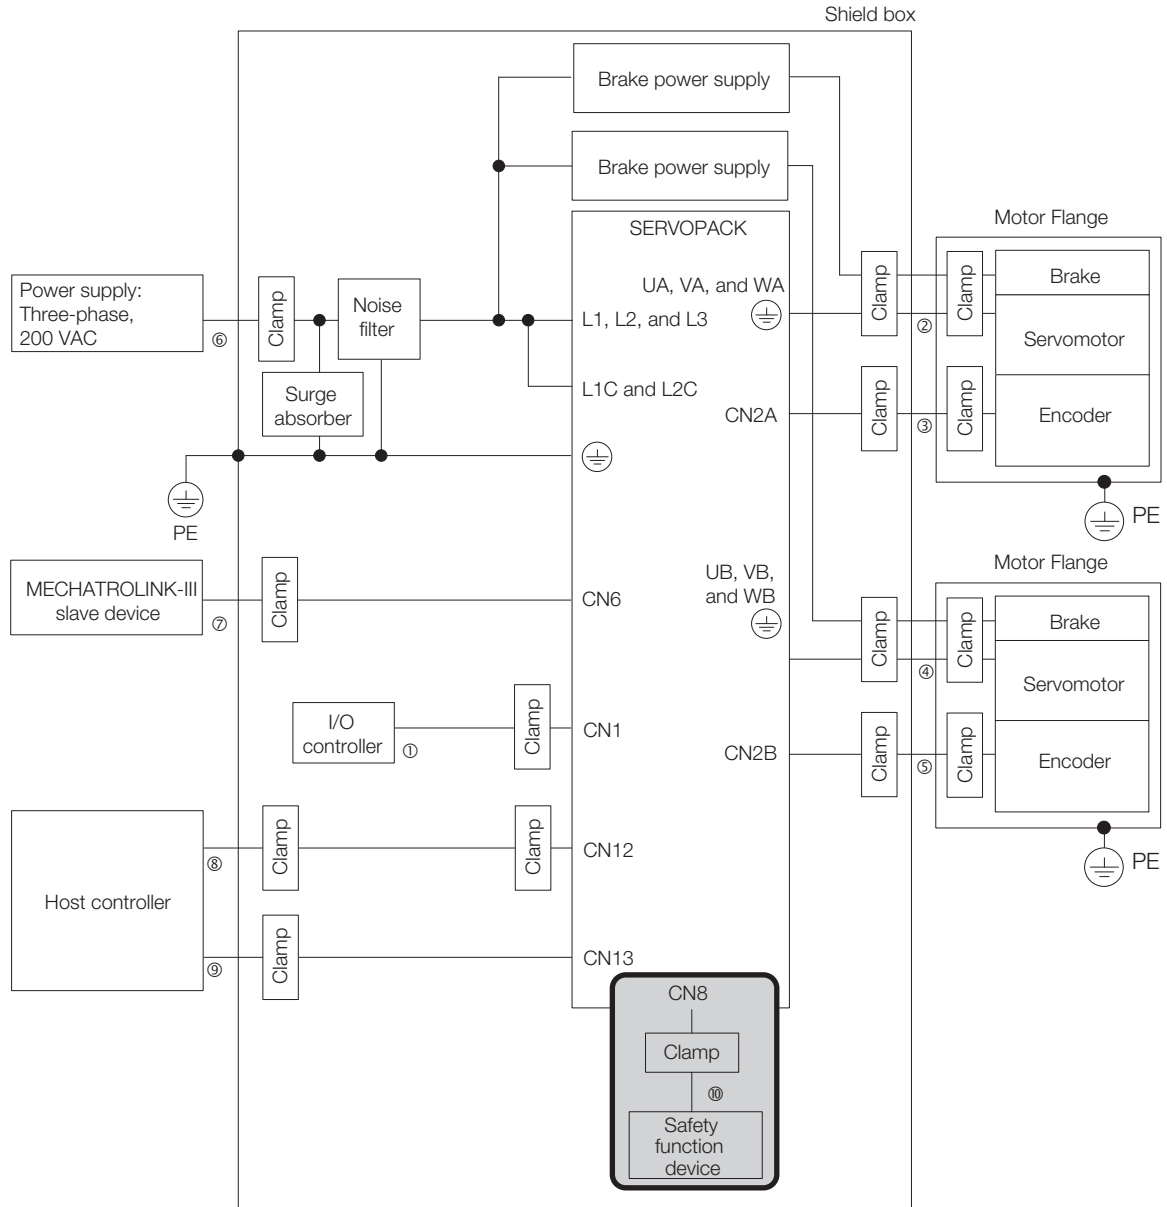 Shield box
Brake power supply
Brake power supply
Motor Flange
SERVOPACK
Power supply:
Three-phase,
200 VAC
⑥
Clamp
Noise
filter
Surge
absorber
L1, L2, and L3
L1C and L2C
UA, VA, and WA
CN2A
Clamp
②
Clamp
Brake
Servomotor
Clamp
③
Clamp
Encoder
PE
PE
Motor Flange
MECHATROLINK-III
slave device
⑦
Clamp
CN6
UB, VB,
and WB
Clamp
④
Clamp
Brake
Servomotor
I/O
controller
①
Clamp
CN1
CN2B
Clamp
⑤
Clamp
Encoder
PE
Host controller
⑧
Clamp
Clamp
CN12
⑨
Clamp
CN13
CN8
Clamp
⑩
Safety
function
device